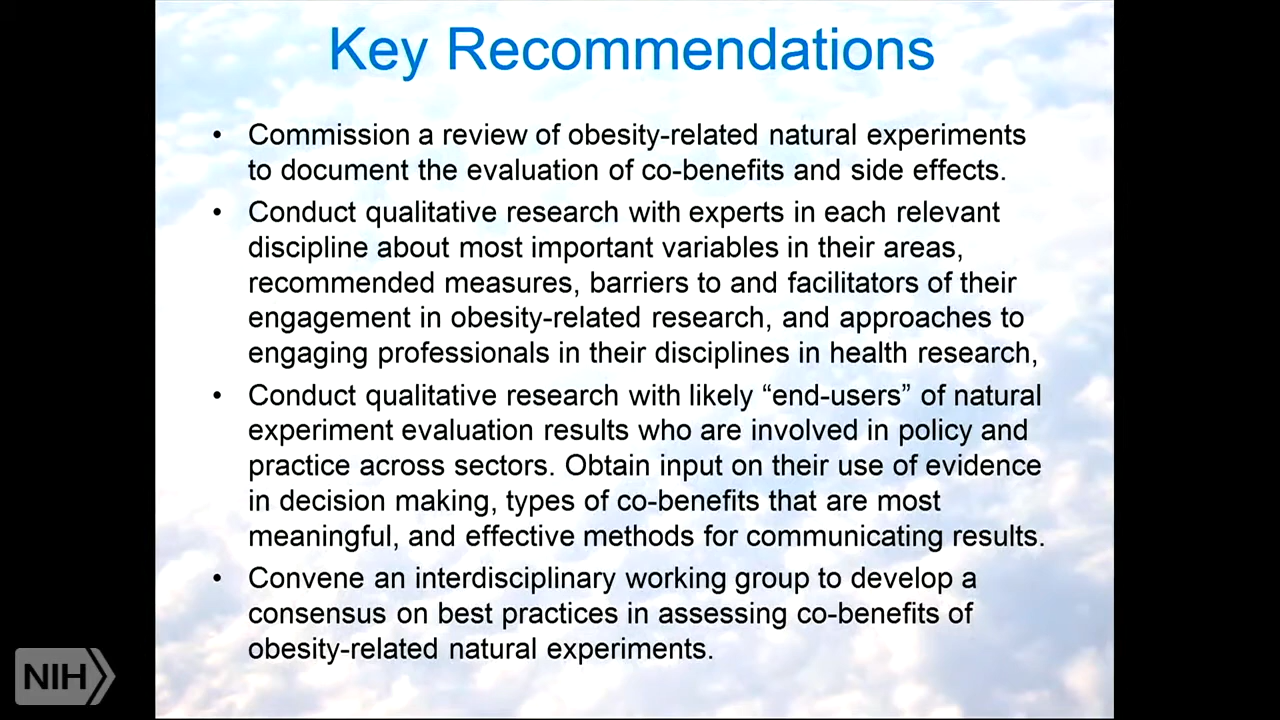 Key Recommendations
• Commission a review of obesity-related natural experiments
to document the evaluation of co-benefits and side effects.
• Conduct qualitative research with experts in each relevant
discipline about most important variables in their areas,
recommended measures, barriers to and facilitators of their
engagement in obesity-related research, and approaches to
engaging professionals in their disciplines in health research,
• Conduct qualitative research with likely “end-users” of natural
experiment evaluation results who are involved in policy and
practice across sectors. Obtain input on their use of evidence
in decision making, types of co-benefits that are most
meaningful, and effective methods for communicating results.
• Convene an interdisciplinary working group to develop a
consensus on best practices in assessing co-benefits of
obesity-related natural experiments.
NIH